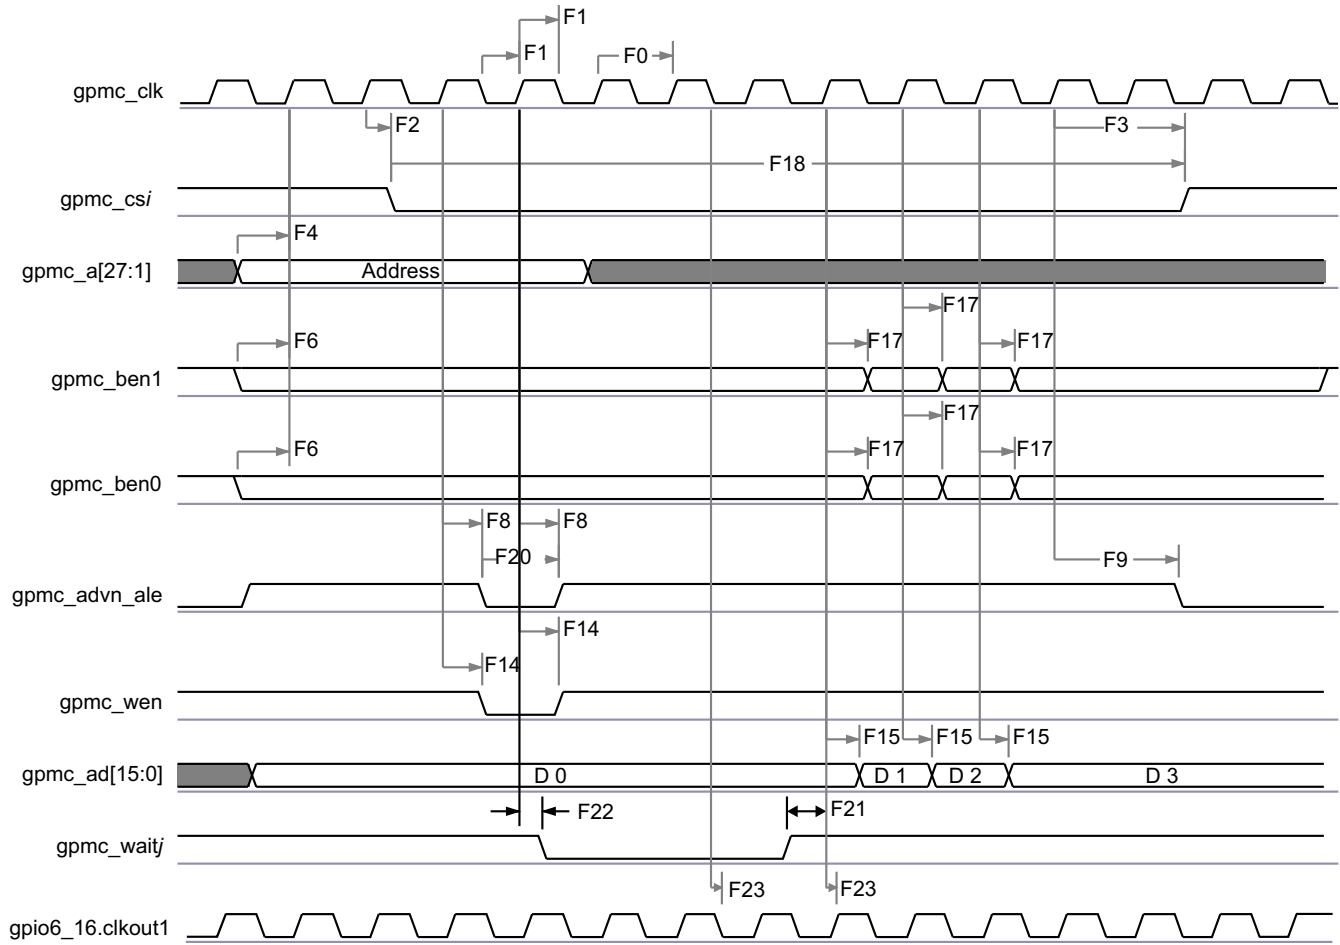 F1
F1
F0
gpmc_clk
F2
F3
F18
gpmc_csi
F4
gpmc_a[27:1]
Address
F17
F6
F17
F17
gpmc_ben1
F17
F6
F17
F17
gpmc_ben0
F8
F8
F20
F9
gpmc_advn_ale
F14
F14
gpmc_wen
F15
F15
F15
gpmc_ad[15:0]
D 0
D 1
D 2
D 3
F22
F21
gpmc_waitj
F23
F23
gpio6_16.clkout1